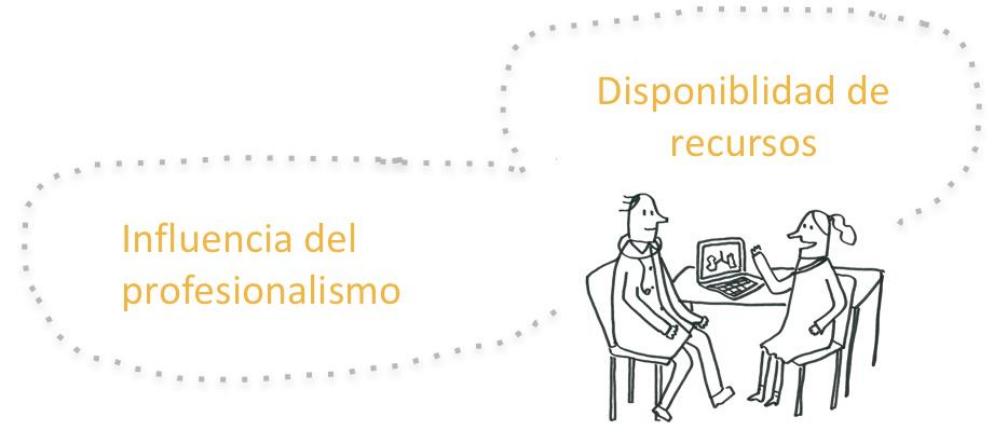 Disponiblidad de
recursos
Influencia del
profesionalismo